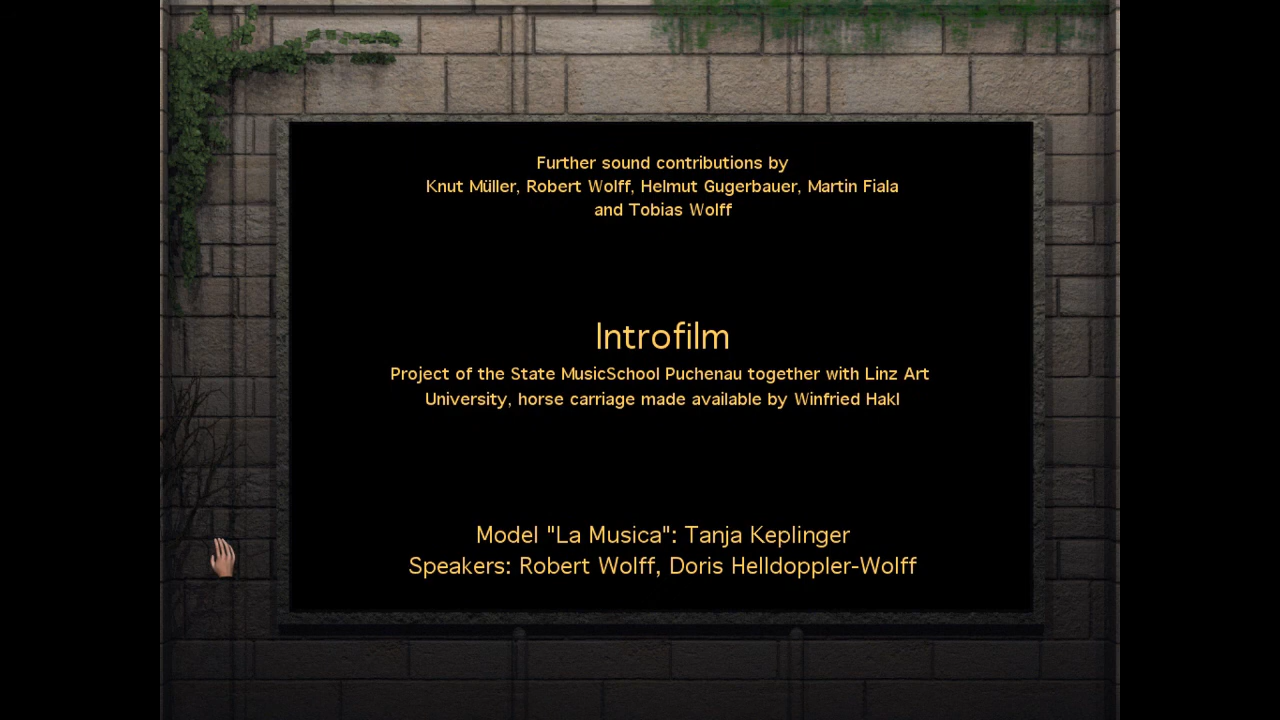 Further sound contributions by
Knut Müller, Robert Wolff, Helmut Gugerbauer, Martin Fiala
and Tobias Wolff
Introfilm
Project of the State MusicSchool Puchenau together with Linz Art
University, horse carriage made available by Winfried Hakl
Model "La Musica": Tanja Keplinger
Speakers: Robert Wolff, Doris Helldoppler-Wolff